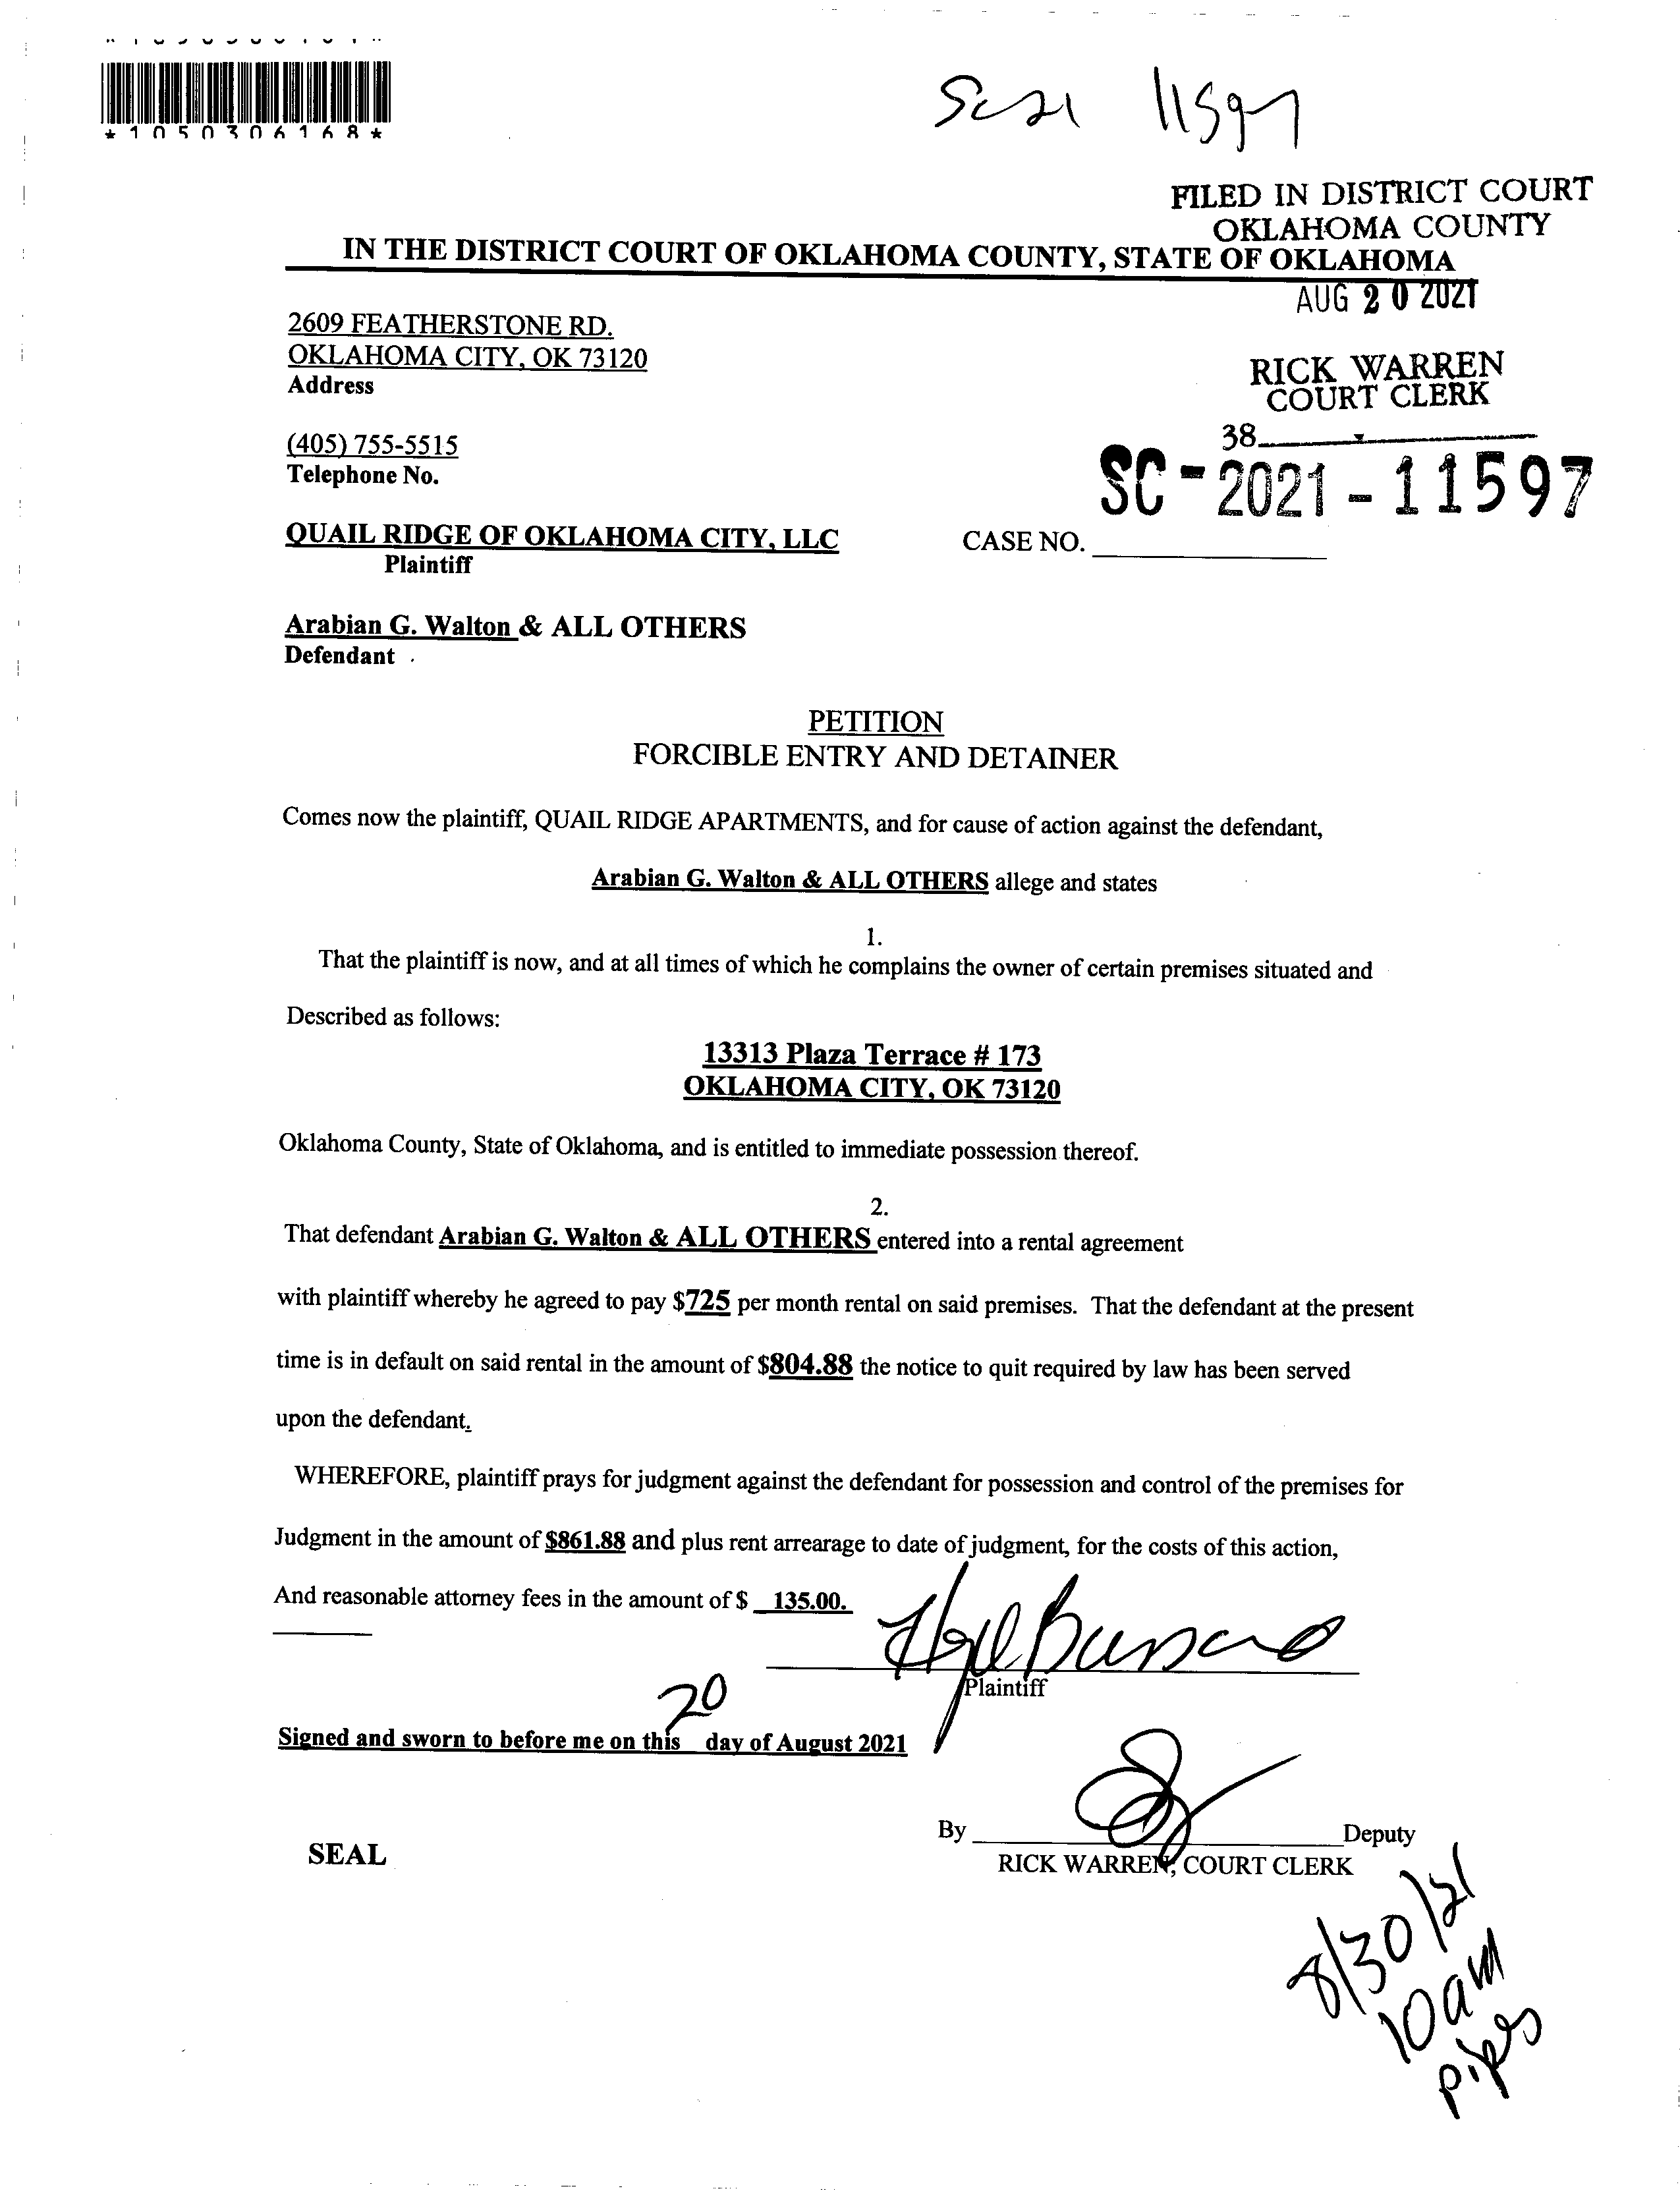 *1050306168*
SC21 11597
FILED IN DISTRICT COURT
OKLAHOMA COUNTY
IN THE DISTRICT COURT OF OKLAHOMA COUNTY, STATE OF OKLAHOMA
AUG 20 2021
2609 FEATHERSTONE RD.
OKLAHOMA CITY, OK 73120
Address
RICK WARREN
COURT CLERK
38
(405) 755-5515
Telephone No.
SC-2021-11597
QUAIL RIDGE OF OKLAHOMA CITY, LLC
CASE NO.
Plaintiff
Arabian G. Walton & ALL OTHERS
Defendant
PETITION
FORCIBLE ENTRY AND DETAINER
Comes now the plaintiff, QUAIL RIDGE APARTMENTS, and for cause of action against the defendant,
Arabian G. Walton & ALL OTHERS allege and states
1.
That the plaintiff is now, and at all times of which he complains the owner of certain premises situated and
Described as follows:
13313 Plaza Terrace # 173
OKLAHOMA CITY, OK 73120
Oklahoma County, State of Oklahoma, and is entitled to immediate possession thereof.
2.
That defendant Arabian G. Walton & ALL OTHERS entered into a rental agreement
with plaintiff whereby he agreed to pay $725 per month rental on said premises. That the defendant at the present
time is in default on said rental in the amount of $804.88 the notice to quit required by law has been served
upon the defendant.
WHEREFORE, plaintiff prays for judgment against the defendant for possession and control of the premises for
Judgment in the amount of $861.88 and plus rent arrearage to date of judgment, for the costs of this action,
And reasonable attorney fees in the amount of $ 135.00.
Plaintiff
Signed and sworn to before me on this 20 day of August 2021
By Deputy
SEAL
RICK WARREN, COURT CLERK
8/30/21
10am